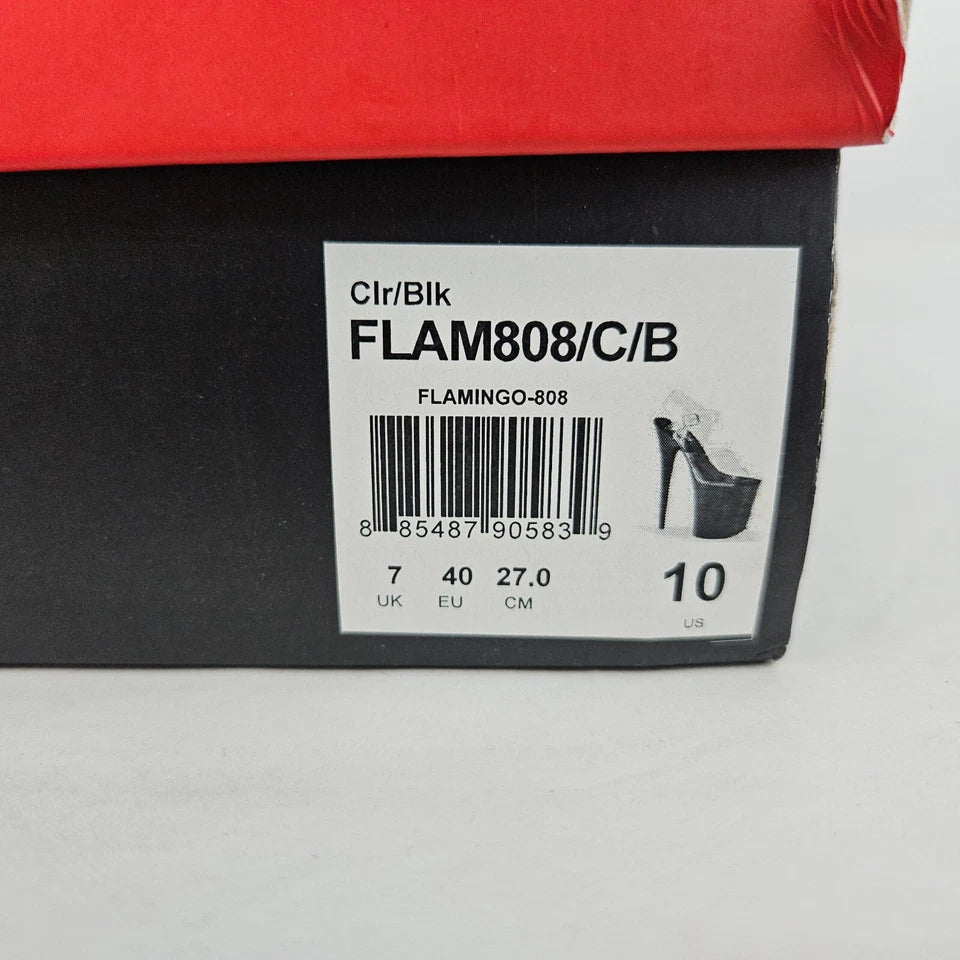 Clr/Blk
FLAM808/C/B
FLAMINGO-808
8 85487 90583 9
7 40 27.0 10
UK EU CM US